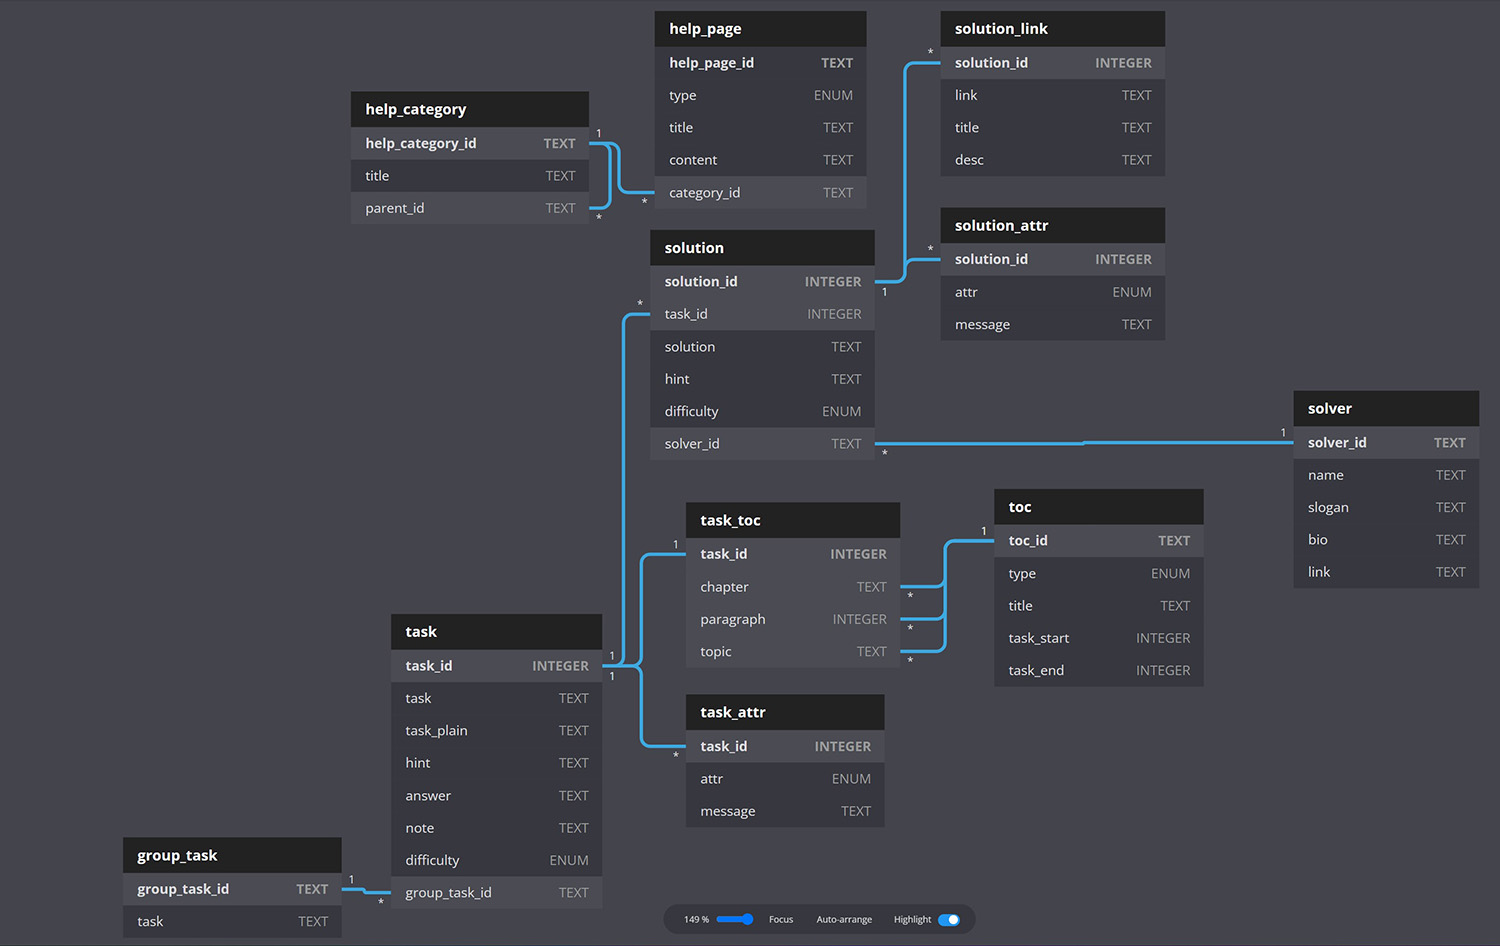 help_page
help_page_id TEXT
type ENUM
title TEXT
content TEXT
category_id TEXT
*
solution_link
* solution_id INTEGER
link TEXT
title TEXT
desc TEXT
help_category
help_category_id TEXT 1
title TEXT
parent_id TEXT *
solution_attr
* solution_id INTEGER
attr ENUM
message TEXT
solution
solution_id INTEGER 1
* task_id INTEGER
solution TEXT
hint TEXT
difficulty ENUM
solver_id TEXT *
solver
1 solver_id TEXT
name TEXT
slogan TEXT
bio TEXT
link TEXT
task_toc
1 task_id INTEGER
chapter TEXT *
paragraph INTEGER *
topic TEXT *
toc
1 toc_id TEXT
type ENUM
title TEXT
task_start INTEGER
task_end INTEGER
task
task_id INTEGER 1
1
task TEXT
task_plain TEXT
hint TEXT
answer TEXT
note TEXT
difficulty ENUM
* group_task_id TEXT
task_attr
* task_id INTEGER
attr ENUM
message TEXT
group_task
group_task_id TEXT 1
task TEXT
149 % Focus Auto-arrange Highlight